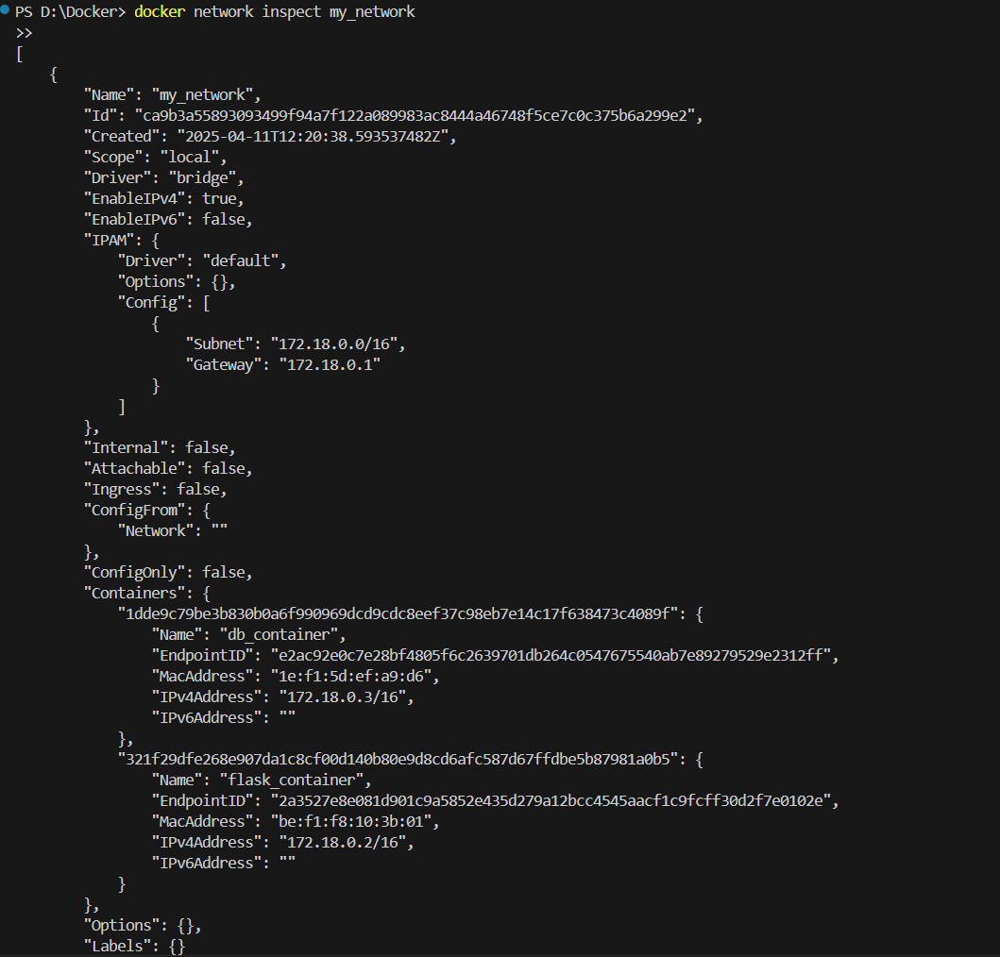 PS D:\Docker> docker network inspect my_network
>>
[
    {
        "Name": "my_network",
        "Id": "ca9b3a55893093499f94a7f122a089983ac8444a46748f5ce7c0c375b6a299e2",
        "Created": "2025-04-11T12:20:38.593537482Z",
        "Scope": "local",
        "Driver": "bridge",
        "EnableIPv4": true,
        "EnableIPv6": false,
        "IPAM": {
            "Driver": "default",
            "Options": {},
            "Config": [
                {
                    "Subnet": "172.18.0.0/16",
                    "Gateway": "172.18.0.1"
                }
            ]
        },
        "Internal": false,
        "Attachable": false,
        "Ingress": false,
        "ConfigFrom": {
            "Network": ""
        },
        "ConfigOnly": false,
        "Containers": {
            "1dde9c79be3b830b0a6f990969dcd9cdc8eef37c98eb7e14c17f638473c4089f": {
                "Name": "db_container",
                "EndpointID": "e2ac92e0c7e28bf4805f6c2639701db264c0547675540ab7e89279529e2312ff",
                "MacAddress": "1e:f1:5d:ef:a9:d6",
                "IPv4Address": "172.18.0.3/16",
                "IPv6Address": ""
            },
            "321f29dfe268e907da1c8cf00d140b80e9d8cd6afc587d67ffdbe5b87981a0b5": {
                "Name": "flask_container",
                "EndpointID": "2a3527e8e081d901c9a5852e435d279a12bcc4545aacf1c9fcff30d2f7e0102e",
                "MacAddress": "be:f1:f8:10:3b:01",
                "IPv4Address": "172.18.0.2/16",
                "IPv6Address": ""
            }
        },
        "Options": {},
        "Labels": {}